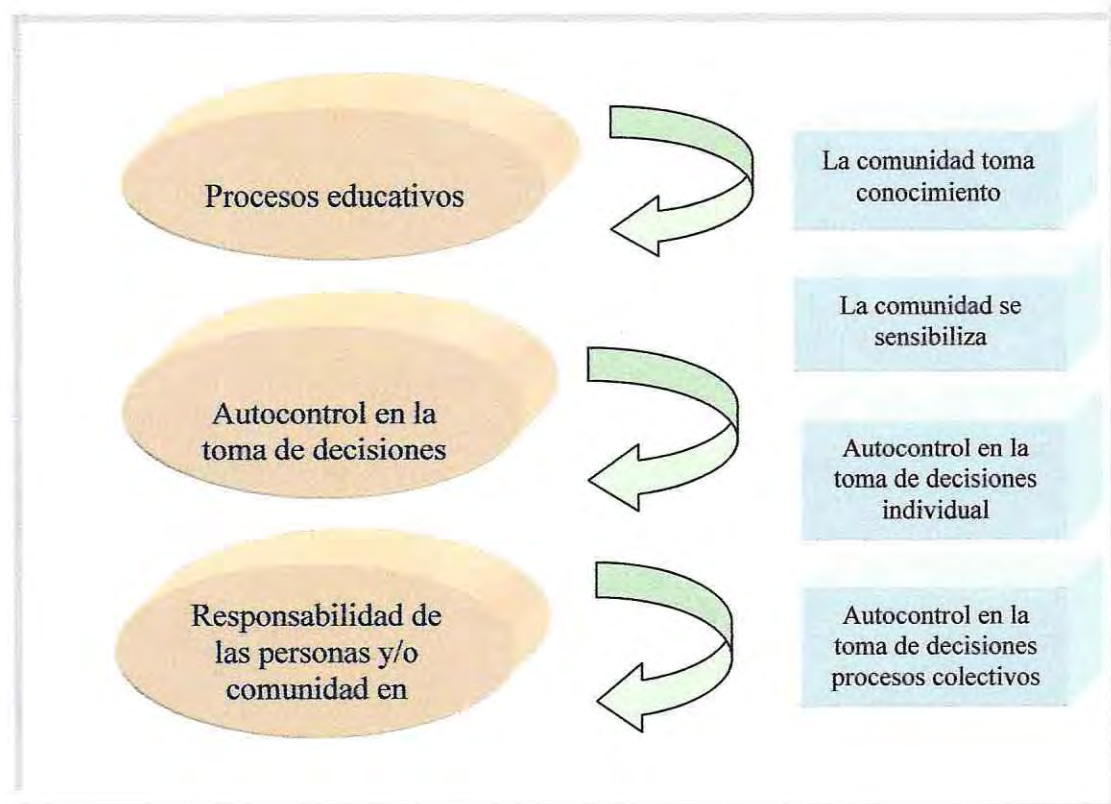 Procesos educativos
La comunidad toma
conocimiento
La comunidad se
sensibiliza
Autocontrol en la
toma de decisiones
Autocontrol en la
toma de decisiones
individual
Responsabilidad de
las personas y/o
comunidad en
Autocontrol en la
toma de decisiones
procesos colectivos